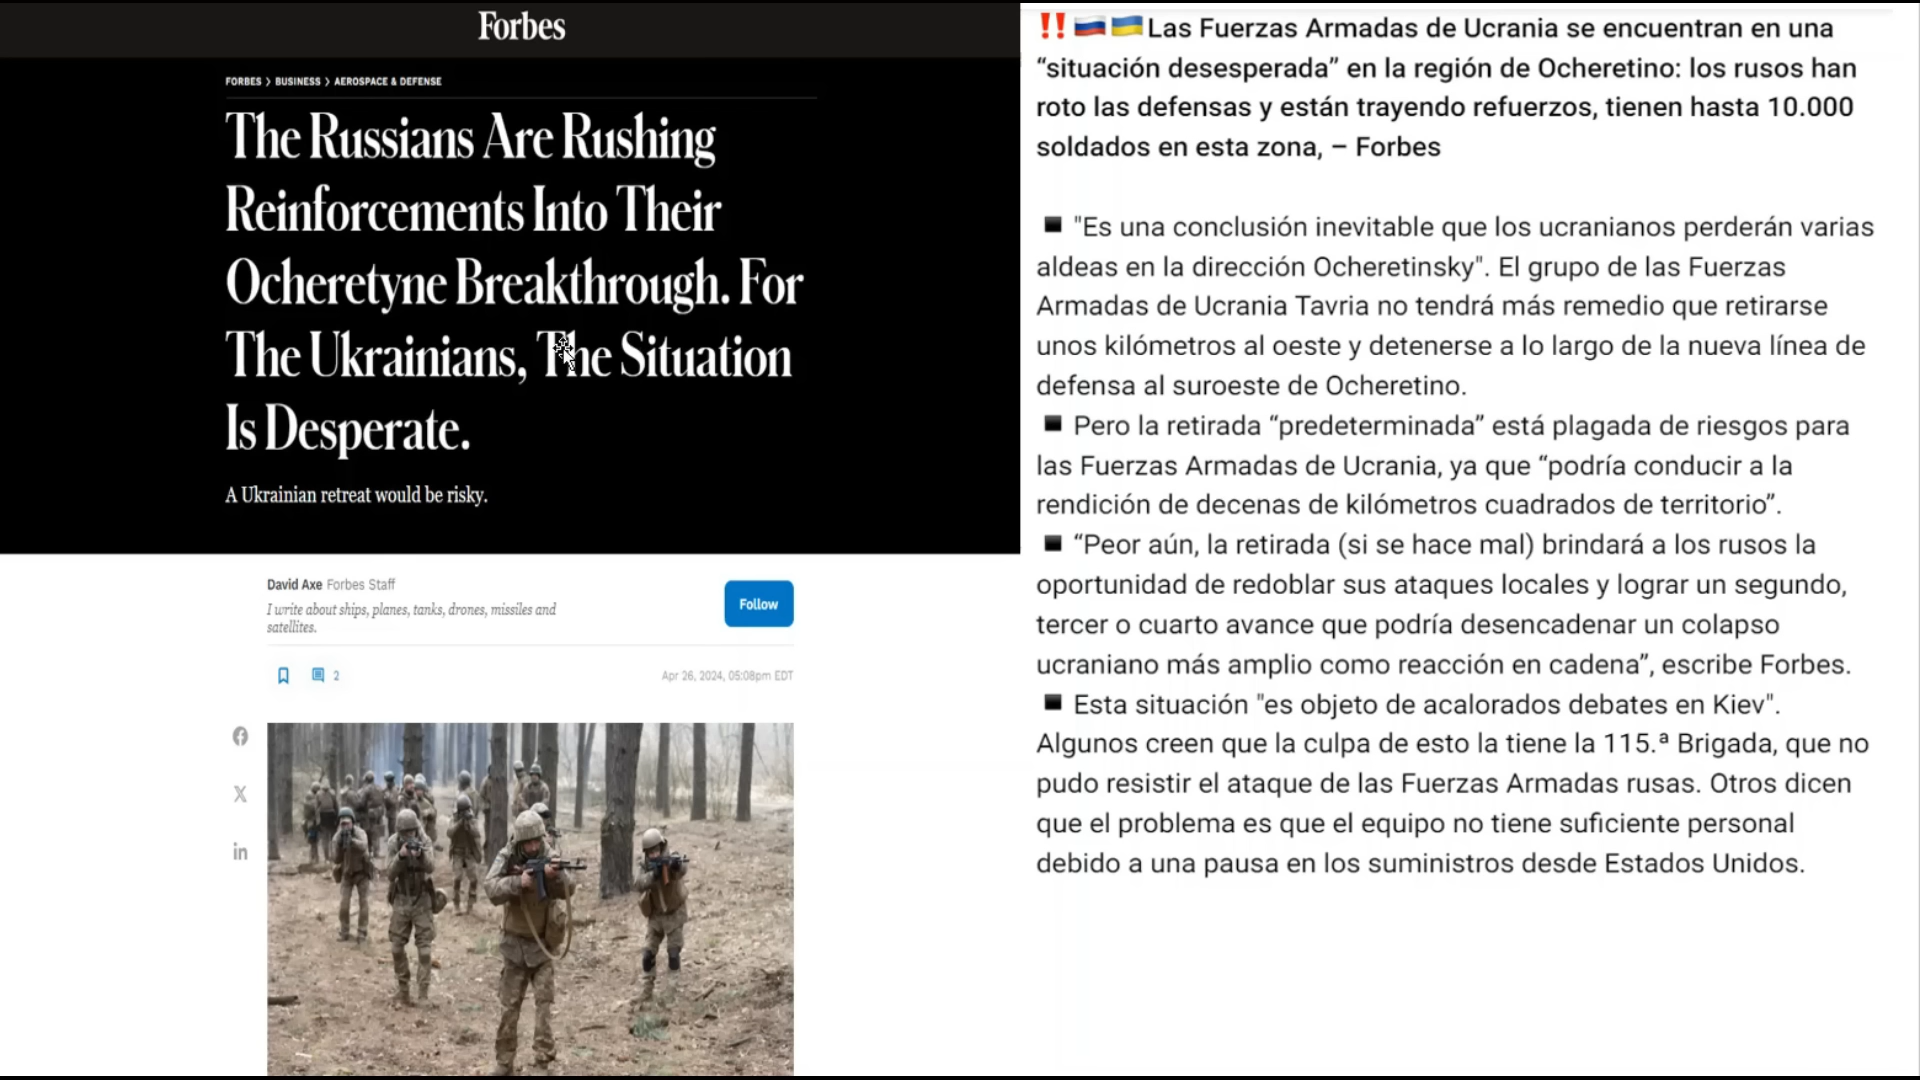 Forbes
FORBES > BUSINESS > AEROSPACE & DEFENSE
The Russians Are Rushing
Reinforcements Into Their
Ocheretyne Breakthrough. For
The Ukrainians, The Situation
Is Desperate.
A Ukrainian retreat would be risky.
David Axe Forbes Staff
I write about ships, planes, tanks, drones, missiles and
satellites.
Follow
2
Apr 26, 2024, 05:08pm EDT
‼️🇷🇺🇺🇦Las Fuerzas Armadas de Ucrania se encuentran en una
“situación desesperada” en la región de Ocheretino: los rusos han
roto las defensas y están trayendo refuerzos, tienen hasta 10.000
soldados en esta zona, – Forbes
◾ "Es una conclusión inevitable que los ucranianos perderán varias
aldeas en la dirección Ocheretinsky". El grupo de las Fuerzas
Armadas de Ucrania Tavria no tendrá más remedio que retirarse
unos kilómetros al oeste y detenerse a lo largo de la nueva línea de
defensa al suroeste de Ocheretino.
◾ Pero la retirada “predeterminada” está plagada de riesgos para
las Fuerzas Armadas de Ucrania, ya que “podría conducir a la
rendición de decenas de kilómetros cuadrados de territorio”.
◾ “Peor aún, la retirada (si se hace mal) brindará a los rusos la
oportunidad de redoblar sus ataques locales y lograr un segundo,
tercer o cuarto avance que podría desencadenar un colapso
ucraniano más amplio como reacción en cadena”, escribe Forbes.
◾ Esta situación "es objeto de acalorados debates en Kiev".
Algunos creen que la culpa de esto la tiene la 115.ª Brigada, que no
pudo resistir el ataque de las Fuerzas Armadas rusas. Otros dicen
que el problema es que el equipo no tiene suficiente personal
debido a una pausa en los suministros desde Estados Unidos.